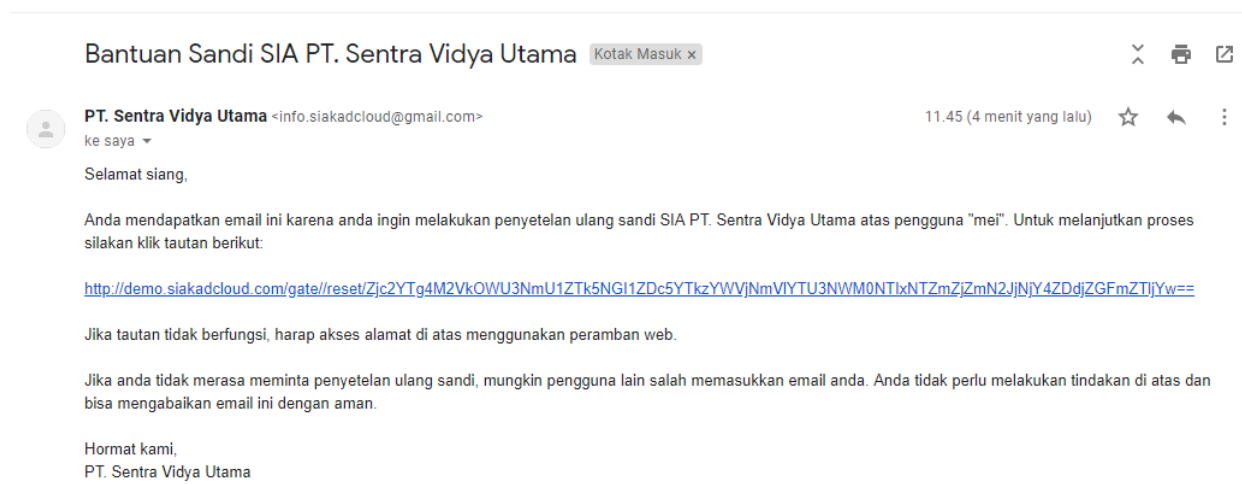 Bantuan Sandi SIA PT. Sentra Vidya Utama Kotak Masuk x
PT. Sentra Vidya Utama <info.siakadcloud@gmail.com> 11.45 (4 menit yang lalu)
ke saya
Selamat siang,
Anda mendapatkan email ini karena anda ingin melakukan penyetelan ulang sandi SIA PT. Sentra Vidya Utama atas pengguna "mei". Untuk melanjutkan proses
silakan klik tautan berikut:
http://demo.siakadcloud.com/gate//reset/Zjc2YTg4M2VkOWU3NmU1ZTk5NGI1ZDc5YTkzYWVjNmVlYTU3NWM0NTIxNTZmZjZmN2JjNjY4ZDdjZGFmZTljYw==
Jika tautan tidak berfungsi, harap akses alamat di atas menggunakan peramban web.
Jika anda tidak merasa meminta penyetelan ulang sandi, mungkin pengguna lain salah memasukkan email anda. Anda tidak perlu melakukan tindakan di atas dan
bisa mengabaikan email ini dengan aman.
Hormat kami,
PT. Sentra Vidya Utama